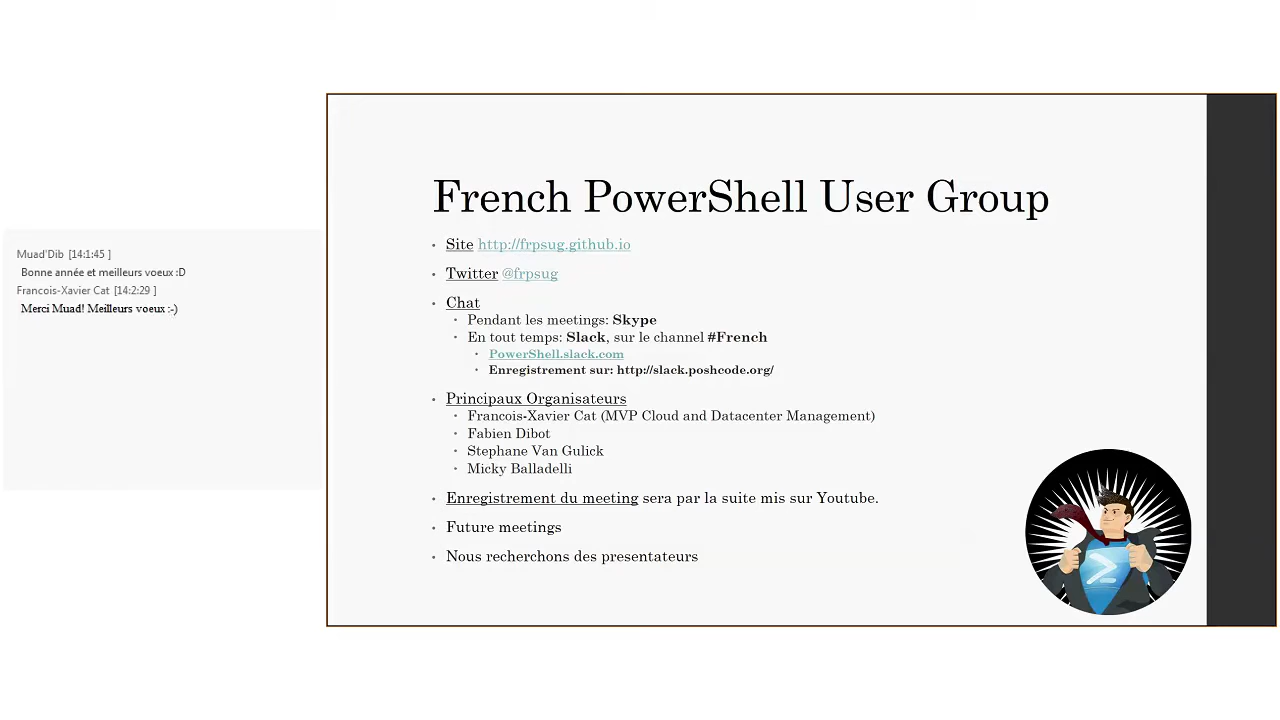 Muad'Dib [14:1:45 ]
Bonne année et meilleurs voeux :D
Francois-Xavier Cat [14:2:29 ]
Merci Muad! Meilleurs voeux :-)
French PowerShell User Group
• Site http://frpsug.github.io
• Twitter @frpsug
• Chat
• Pendant les meetings: Skype
• En tout temps: Slack, sur le channel #French
• PowerShell.slack.com
• Enregistrement sur: http://slack.poshcode.org/
• Principaux Organisateurs
• Francois-Xavier Cat (MVP Cloud and Datacenter Management)
• Fabien Dibot
• Stephane Van Gulick
• Micky Balladelli
• Enregistrement du meeting sera par la suite mis sur Youtube.
• Future meetings
• Nous recherchons des presentateurs